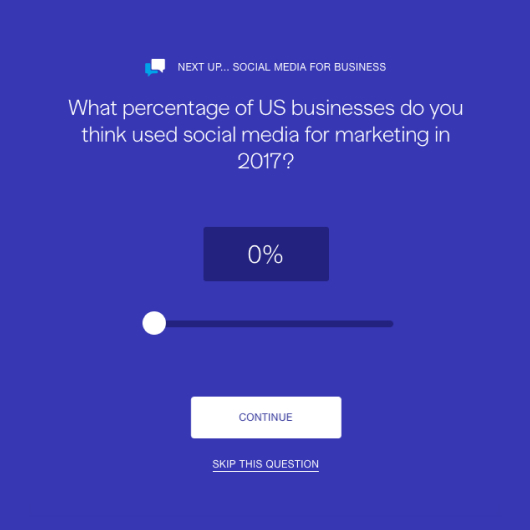 NEXT UP... SOCIAL MEDIA FOR BUSINESS
What percentage of US businesses do you
think used social media for marketing in
2017?
0%
CONTINUE
SKIP THIS QUESTION